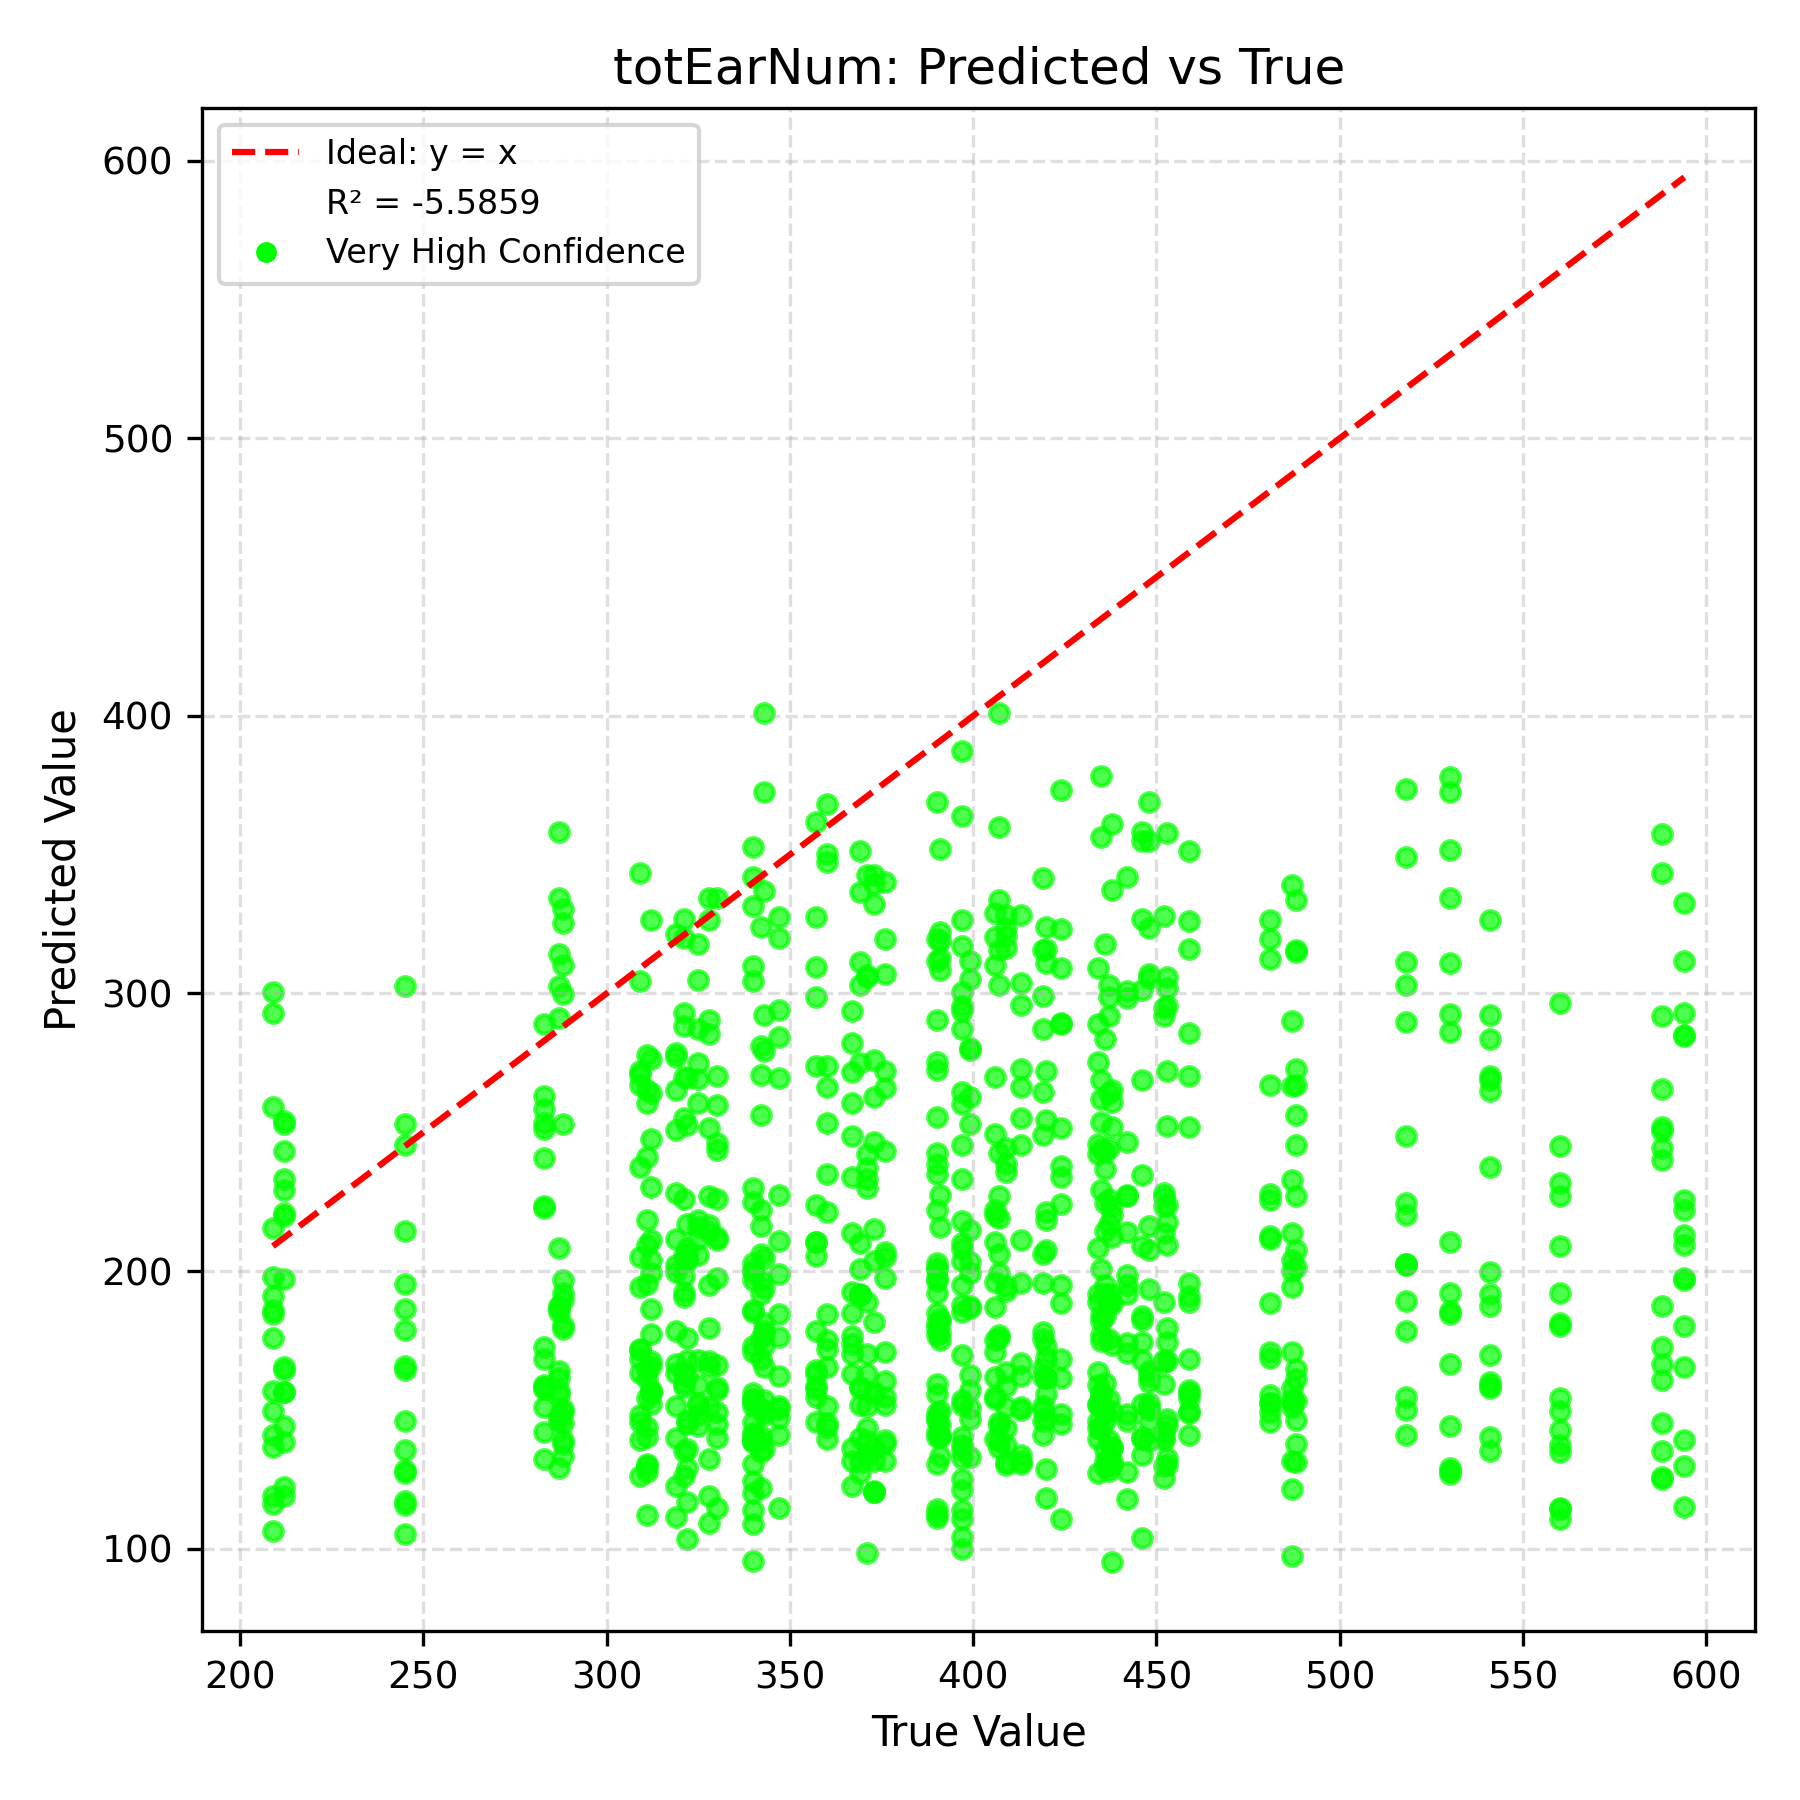 totEarNum: Predicted vs True
Ideal: y = x
R² = -5.5859
Very High Confidence
Predicted Value
600
500
400
300
200
100
200 250 300 350 400 450 500 550 600
True Value